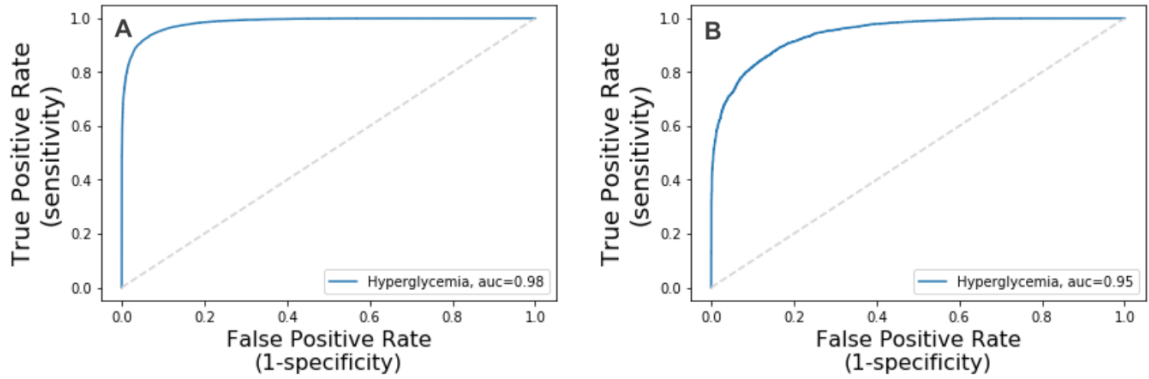 A
True Positive Rate
(sensitivity)
1.0
0.8
0.6
0.4
0.2
0.0
Hyperglycemia, auc=0.98
0.0 0.2 0.4 0.6 0.8 1.0
False Positive Rate
(1-specificity)
B
True Positive Rate
(sensitivity)
1.0
0.8
0.6
0.4
0.2
0.0
Hyperglycemia, auc=0.95
0.0 0.2 0.4 0.6 0.8 1.0
False Positive Rate
(1-specificity)